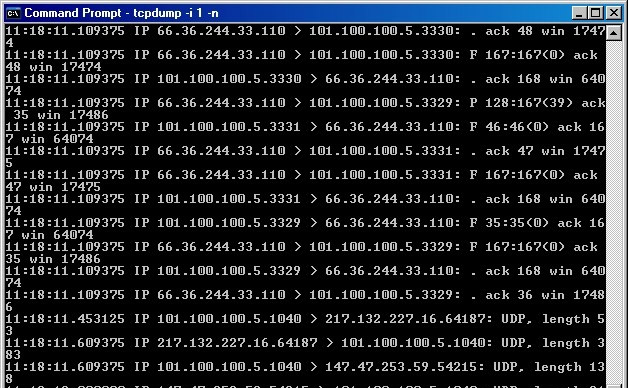 Command Prompt - tcpdump -i 1 -n
11:18:11.109375 IP 66.36.244.33.110 > 101.100.100.5.3330: . ack 48 win 1747
4
11:18:11.109375 IP 66.36.244.33.110 > 101.100.100.5.3330: F 167:167(0) ack
48 win 17474
11:18:11.109375 IP 101.100.100.5.3330 > 66.36.244.33.110: . ack 168 win 640
74
11:18:11.109375 IP 66.36.244.33.110 > 101.100.100.5.3329: P 128:167(39) ack
35 win 17486
11:18:11.109375 IP 101.100.100.5.3331 > 66.36.244.33.110: F 46:46(0) ack 16
7 win 64074
11:18:11.109375 IP 66.36.244.33.110 > 101.100.100.5.3331: . ack 47 win 1747
5
11:18:11.109375 IP 66.36.244.33.110 > 101.100.100.5.3331: F 167:167(0) ack
47 win 17475
11:18:11.109375 IP 101.100.100.5.3331 > 66.36.244.33.110: . ack 168 win 640
74
11:18:11.109375 IP 101.100.100.5.3329 > 66.36.244.33.110: F 35:35(0) ack 16
7 win 64074
11:18:11.109375 IP 66.36.244.33.110 > 101.100.100.5.3329: F 167:167(0) ack
35 win 17486
11:18:11.109375 IP 101.100.100.5.3329 > 66.36.244.33.110: . ack 168 win 640
74
11:18:11.109375 IP 66.36.244.33.110 > 101.100.100.5.3329: . ack 36 win 1748
6
11:18:11.453125 IP 101.100.100.5.1040 > 217.132.227.16.64187: UDP, length 5
3
11:18:11.609375 IP 217.132.227.16.64187 > 101.100.100.5.1040: UDP, length 3
83
11:18:11.609375 IP 101.100.100.5.1040 > 147.47.253.59.54215: UDP, length 13
8